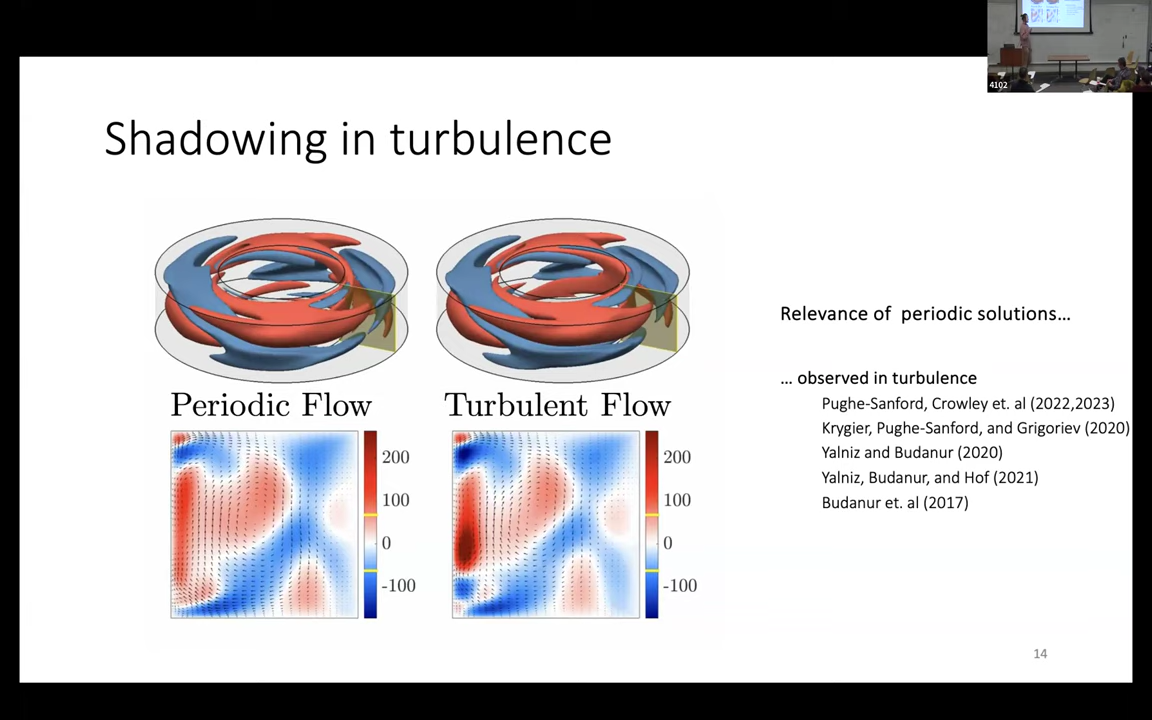 4102
Shadowing in turbulence
Periodic Flow
Turbulent Flow
200
100
0
-100
200
100
0
-100
Relevance of periodic solutions…
… observed in turbulence
Pughe-Sanford, Crowley et. al (2022,2023)
Krygier, Pughe-Sanford, and Grigoriev (2020)
Yalniz and Budanur (2020)
Yalniz, Budanur, and Hof (2021)
Budanur et. al (2017)
14